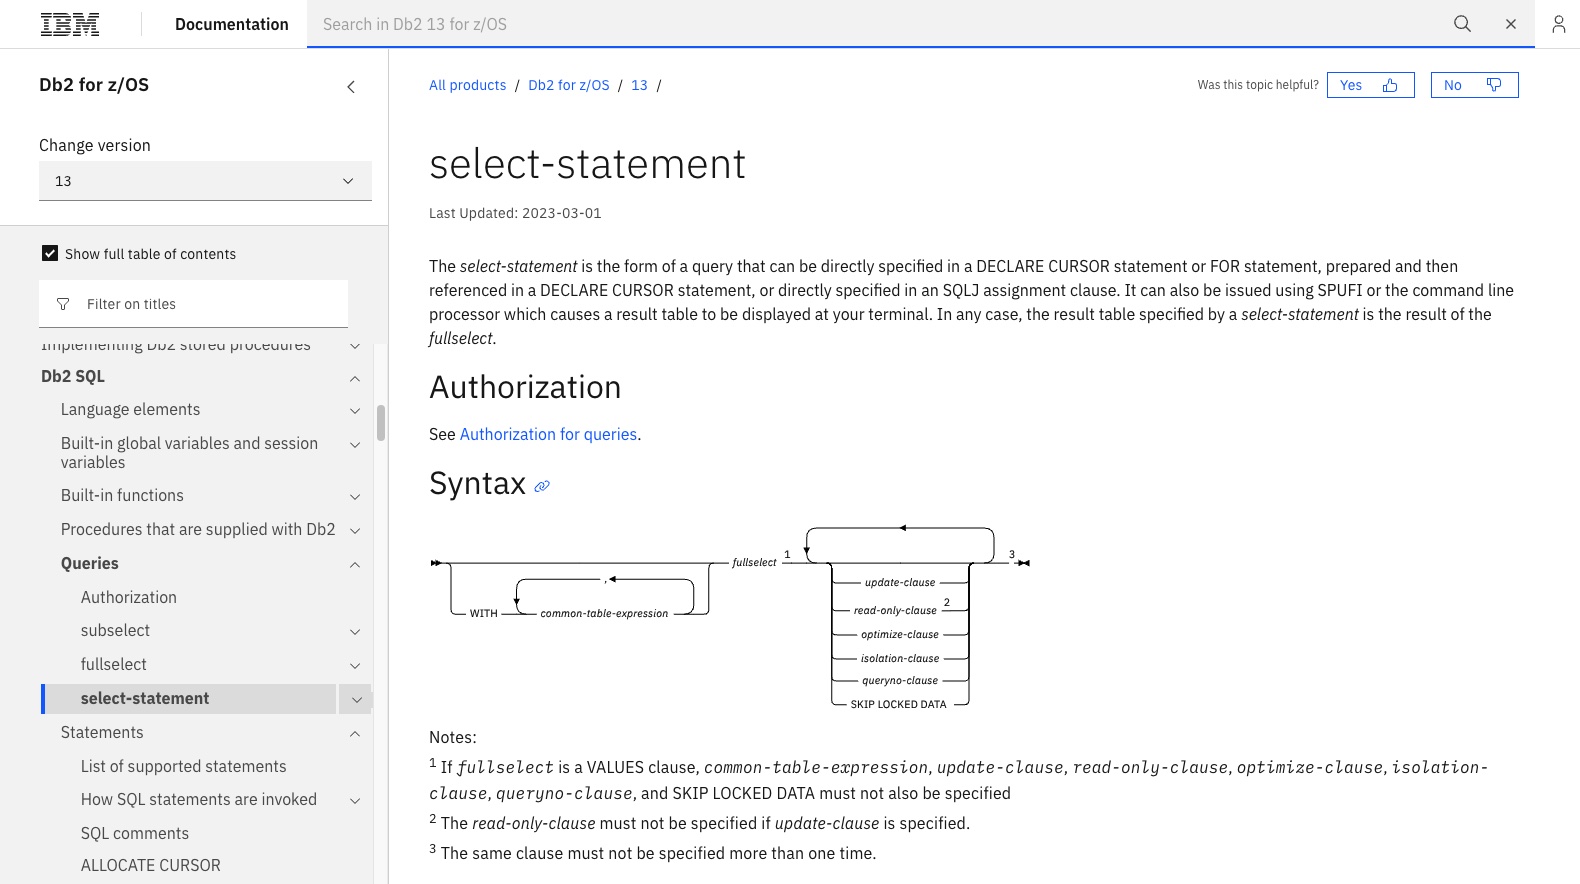 IBM
Documentation
Search in Db2 13 for z/OS
Db2 for z/OS
Change version
13
Show full table of contents
Filter on titles
Implementing Db2 stored procedures
Db2 SQL
Language elements
Built-in global variables and session
variables
Built-in functions
Procedures that are supplied with Db2
Queries
Authorization
subselect
fullselect
select-statement
Statements
List of supported statements
How SQL statements are invoked
SQL comments
ALLOCATE CURSOR
All products / Db2 for z/OS / 13 /
Was this topic helpful? Yes No
select-statement
Last Updated: 2023-03-01
The select-statement is the form of a query that can be directly specified in a DECLARE CURSOR statement or FOR statement, prepared and then
referenced in a DECLARE CURSOR statement, or directly specified in an SQLJ assignment clause. It can also be issued using SPUFI or the command line
processor which causes a result table to be displayed at your terminal. In any case, the result table specified by a select-statement is the result of the
fullselect.
Authorization
See Authorization for queries.
Syntax
fullselect 1 3
,
WITH common-table-expression
update-clause
read-only-clause 2
optimize-clause
isolation-clause
queryno-clause
SKIP LOCKED DATA
Notes:
1 If fullselect is a VALUES clause, common-table-expression, update-clause, read-only-clause, optimize-clause, isolation-
clause, queryno-clause, and SKIP LOCKED DATA must not also be specified
2 The read-only-clause must not be specified if update-clause is specified.
3 The same clause must not be specified more than one time.